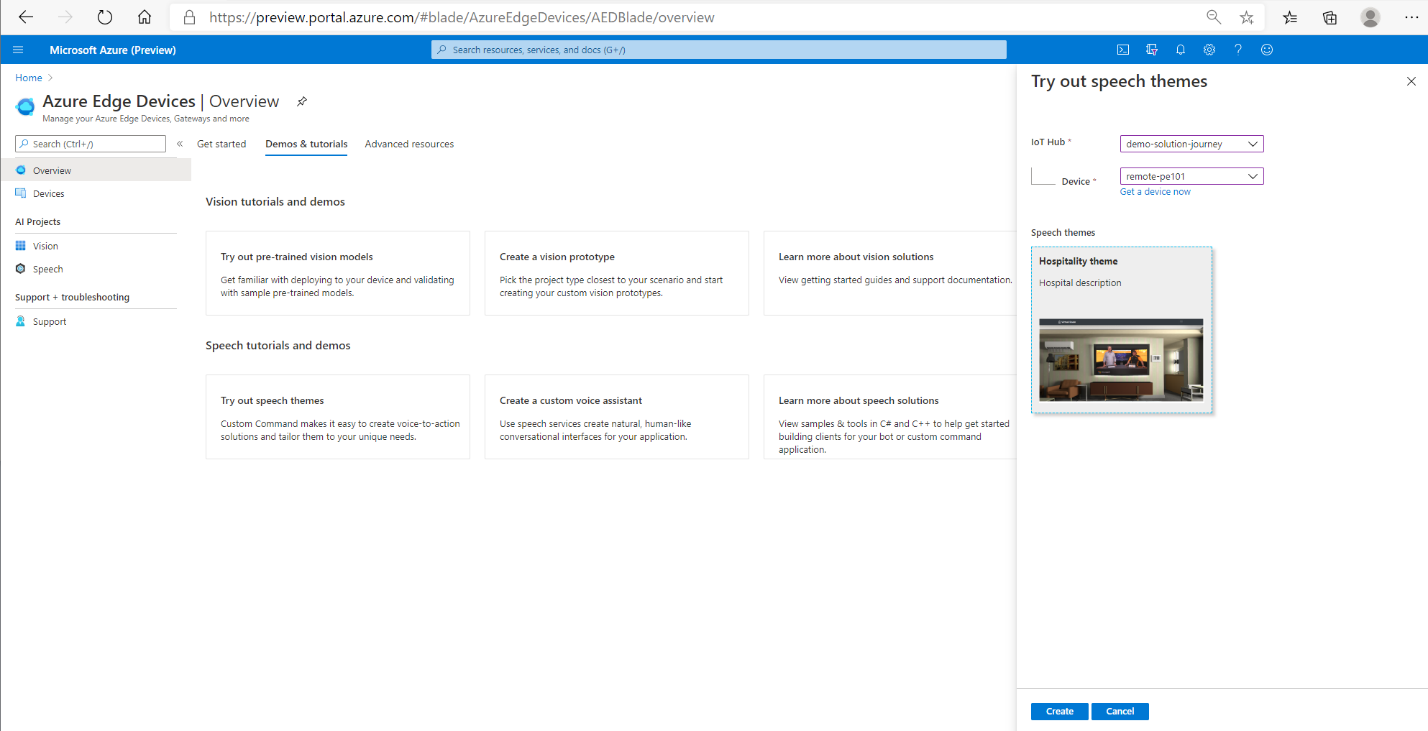 https://preview.portal.azure.com/#blade/AzureEdgeDevices/AEDBlade/overview
Microsoft Azure (Preview)
Search resources, services, and docs (G+/)
Home
Azure Edge Devices | Overview
Manage your Azure Edge Devices, Gateways and more
Search (Ctrl+/)
Overview
Devices
AI Projects
Vision
Speech
Support + troubleshooting
Support
Get started
Demos & tutorials
Advanced resources
Vision tutorials and demos
Try out pre-trained vision models
Get familiar with deploying to your device and validating
with sample pre-trained models.
Create a vision prototype
Pick the project type closest to your scenario and start
creating your custom vision prototypes.
Learn more about vision solutions
View getting started guides and support documentation.
Speech tutorials and demos
Try out speech themes
Custom Command makes it easy to create voice-to-action
solutions and tailor them to your unique needs.
Create a custom voice assistant
Use speech services create natural, human-like
conversational interfaces for your application.
Learn more about speech solutions
View samples & tools in C# and C++ to help get started
building clients for your bot or custom command
application.
Try out speech themes
IoT Hub *
demo-solution-journey
Device *
remote-pe101
Get a device now
Speech themes
Hospitality theme
Hospital description
Create
Cancel